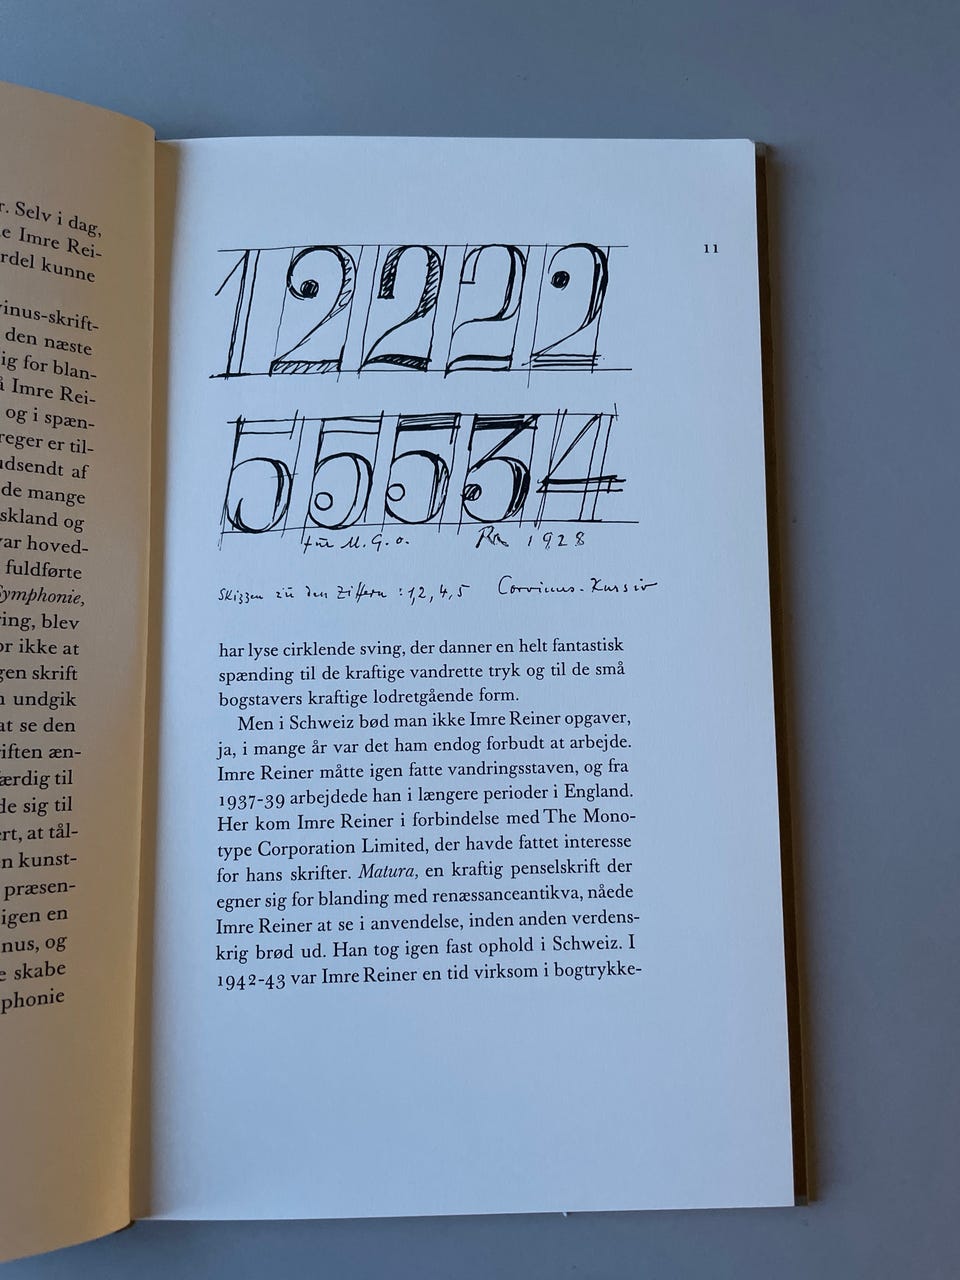 r. Selv i dag,
e Imre Rei-
rdel kunne
vinus-skrift-
den næste
ig for blan-
å Imre Rei-
og i spæn-
reger er til-
udsendt af
de mange
skland og
var hoved-
fuldførte
Symphonie,
ring, blev
or ikke at
gen skrift
n undgik
at se den
riften æn-
ærdig til
de sig til
ert, at tål-
n kunst-
præsen-
igen en
nus, og
e skabe
phonie
11
12222
55534
für M. G. o. 1928
Skizzen zu den Ziffern : 1, 2, 4, 5 Corvinus-Kursiv
har lyse cirklende sving, der danner en helt fantastisk
spænding til de kraftige vandrette tryk og til de små
bogstavers kraftige lodretgående form.
Men i Schweiz bød man ikke Imre Reiner opgaver,
ja, i mange år var det ham endog forbudt at arbejde.
Imre Reiner måtte igen fatte vandringsstaven, og fra
1937-39 arbejdede han i længere perioder i England.
Her kom Imre Reiner i forbindelse med The Mono-
type Corporation Limited, der havde fattet interesse
for hans skrifter. Matura, en kraftig penselskrift der
egner sig for blanding med renæssanceantikva, nåede
Imre Reiner at se i anvendelse, inden anden verdens-
krig brød ud. Han tog igen fast ophold i Schweiz. I
1942-43 var Imre Reiner en tid virksom i bogtrykke-